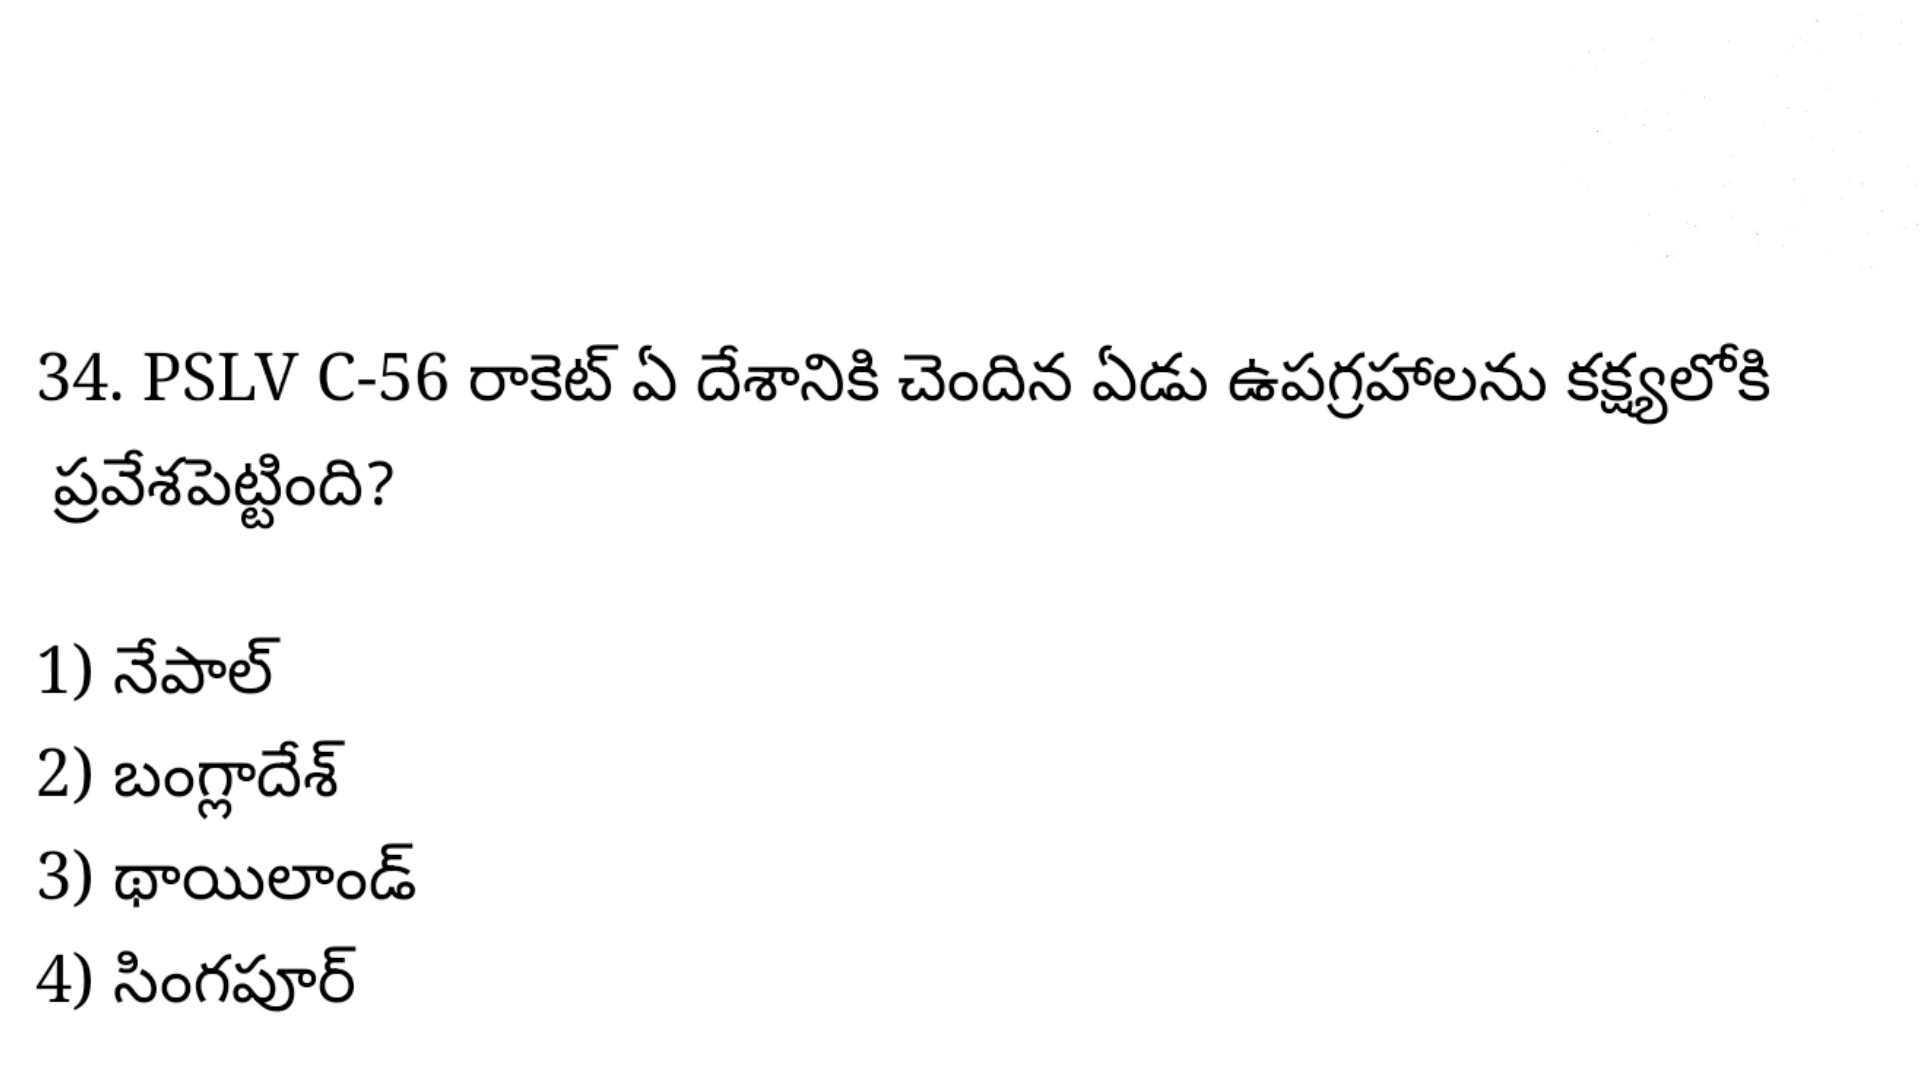 34. PSLV C-56 రాకెట్ ఏ దేశానికి చెందిన ఏడు ఉపగ్రహాలను కక్ష్యలోకి
ప్రవేశపెట్టింది?
1) నేపాల్
2) బంగ్లాదేశ్
3) థాయిలాండ్
4) సింగపూర్